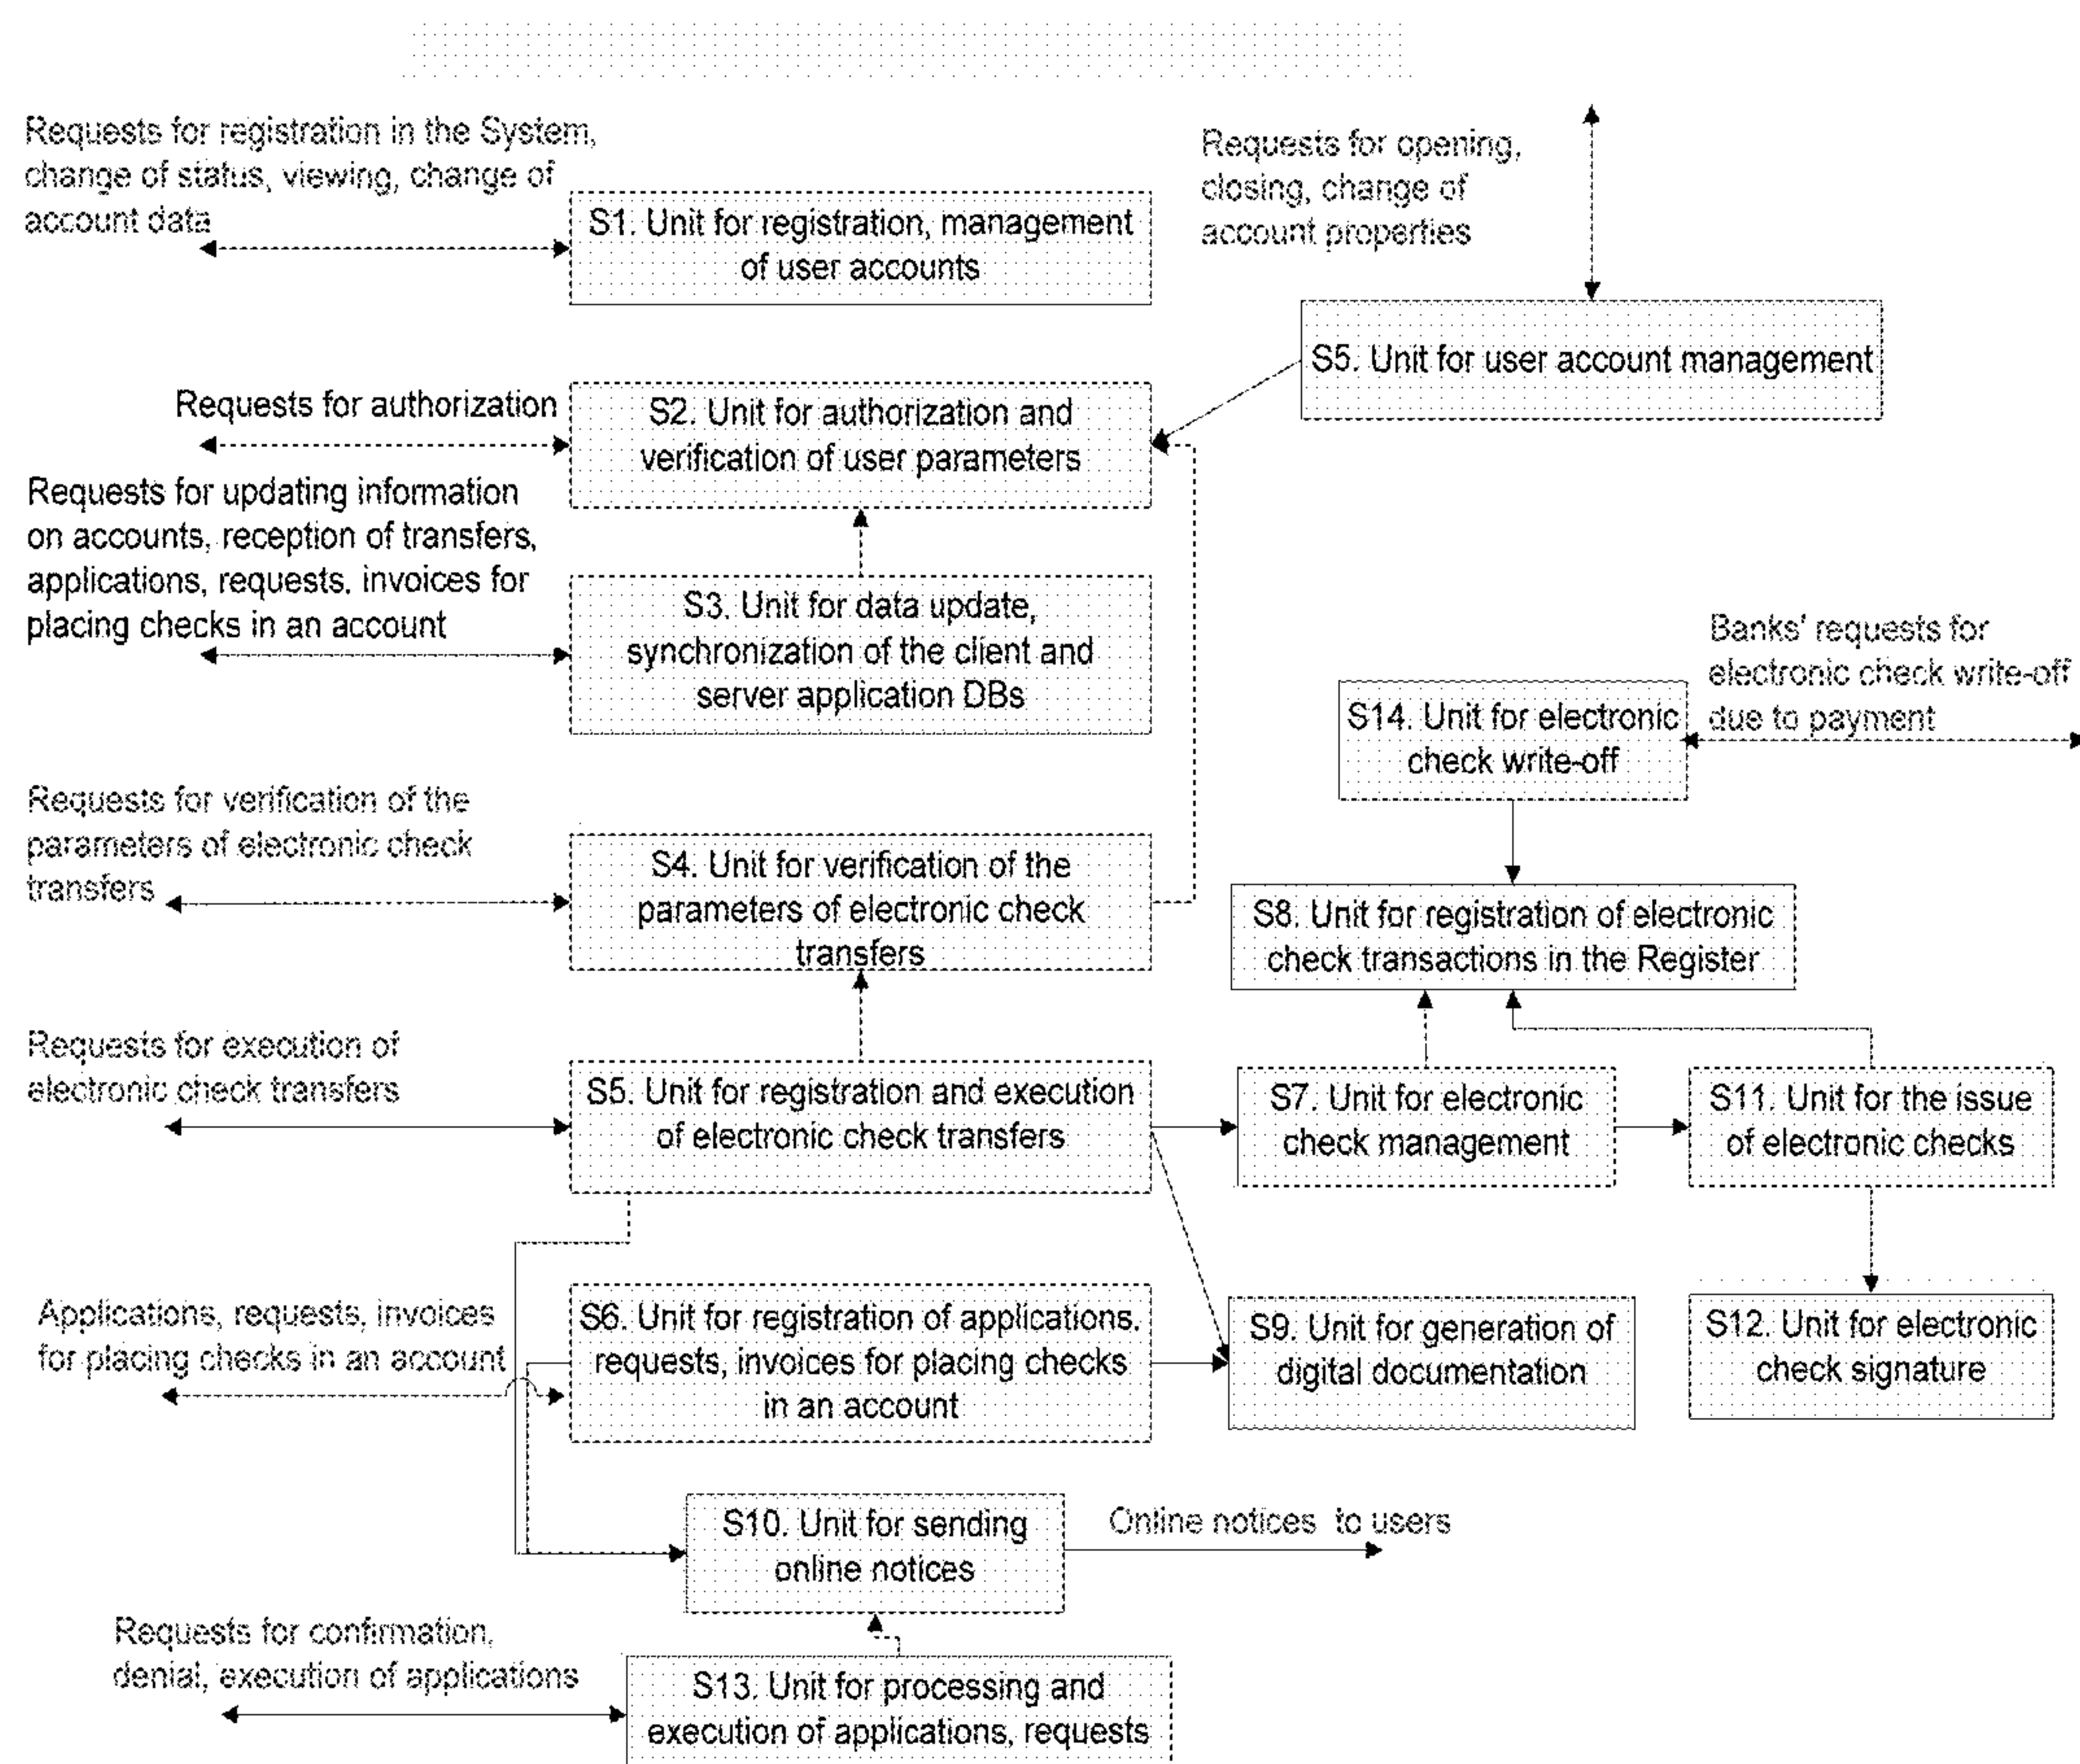 Requests for registration in the System,
change of status, viewing, change of
account data
S1. Unit for registration, management
of user accounts
Requests for opening,
closing, change of
account properties
S5. Unit for user account management
Requests for authorization
S2. Unit for authorization and
verification of user parameters
Requests for updating information
on accounts, reception of transfers,
applications, requests, invoices for
placing checks in an account
S3. Unit for data update,
synchronization of the client and
server application DBs
Banks' requests for
electronic check write-off
due to payment
S14. Unit for electronic
check write-off
Requests for verification of the
parameters of electronic check
transfers
S4. Unit for verification of the
parameters of electronic check
transfers
S8. Unit for registration of electronic
check transactions in the Register
Requests for execution of
electronic check transfers
S5. Unit for registration and execution
of electronic check transfers
S7. Unit for electronic
check management
S11. Unit for the issue
of electronic checks
Applications, requests, invoices
for placing checks in an account
S6. Unit for registration of applications,
requests, invoices for placing checks
in an account
S9. Unit for generation of
digital documentation
S12. Unit for electronic
check signature
S10. Unit for sending
online notices
Online notices to users
Requests for confirmation,
denial, execution of applications
S13. Unit for processing and
execution of applications, requests